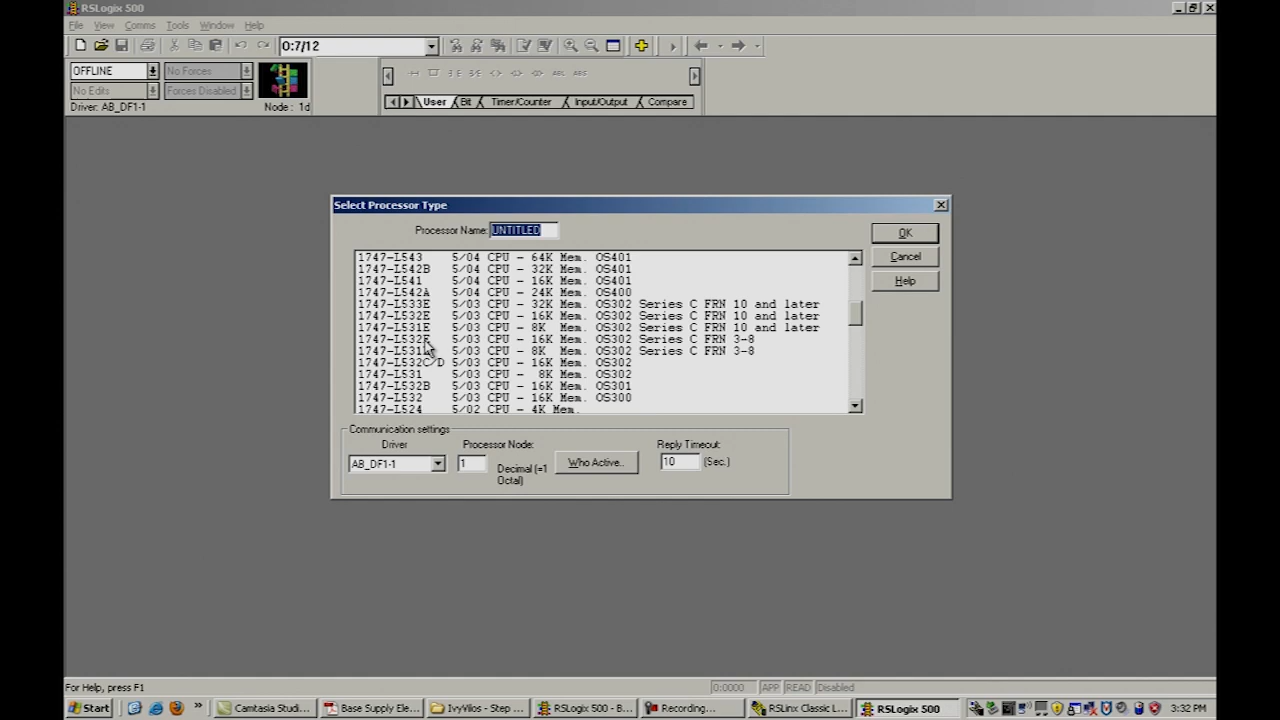 RSLogix 500
File View Comms Tools Window Help
O:7/12
OFFLINE No Forces
No Edits Forces Disabled
Driver: AB_DF1-1 Node : 1d
User Bit Timer/Counter Input/Output Compare
Select Processor Type
Processor Name: UNTITLED
OK
Cancel
Help
1747-L543 5/04 CPU - 64K Mem. OS401
1747-L542B 5/04 CPU - 32K Mem. OS401
1747-L541 5/04 CPU - 16K Mem. OS401
1747-L542A 5/04 CPU - 24K Mem. OS400
1747-L533E 5/03 CPU - 32K Mem. OS302 Series C FRN 10 and later
1747-L532E 5/03 CPU - 16K Mem. OS302 Series C FRN 10 and later
1747-L531E 5/03 CPU - 8K Mem. OS302 Series C FRN 10 and later
5/03 CPU - 16K Mem. OS302 Series C FRN 3-8
5/03 CPU - 8K Mem. OS302 Series C FRN 3-8
1747-L532C/D 5/03 CPU - 16K Mem. OS302
1747-L531 5/03 CPU - 8K Mem. OS302
1747-L532B 5/03 CPU - 16K Mem. OS301
1747-L532 5/03 CPU - 16K Mem. OS300
1747-L524 5/02 CPU - 4K Mem.
Communication settings
Driver Processor Node: Reply Timeout:
AB_DF1-1 1 Decimal (=1 Octal) Who Active.. 10 (Sec.)
For Help, press F1 0:0000 APP READ Disabled
Start Camtasia Studi... Base Supply Ele... IvyVilos - Step ... RSLogix 500 - B... Recording... RSLinx Classic L... RSLogix 500 3:32 PM